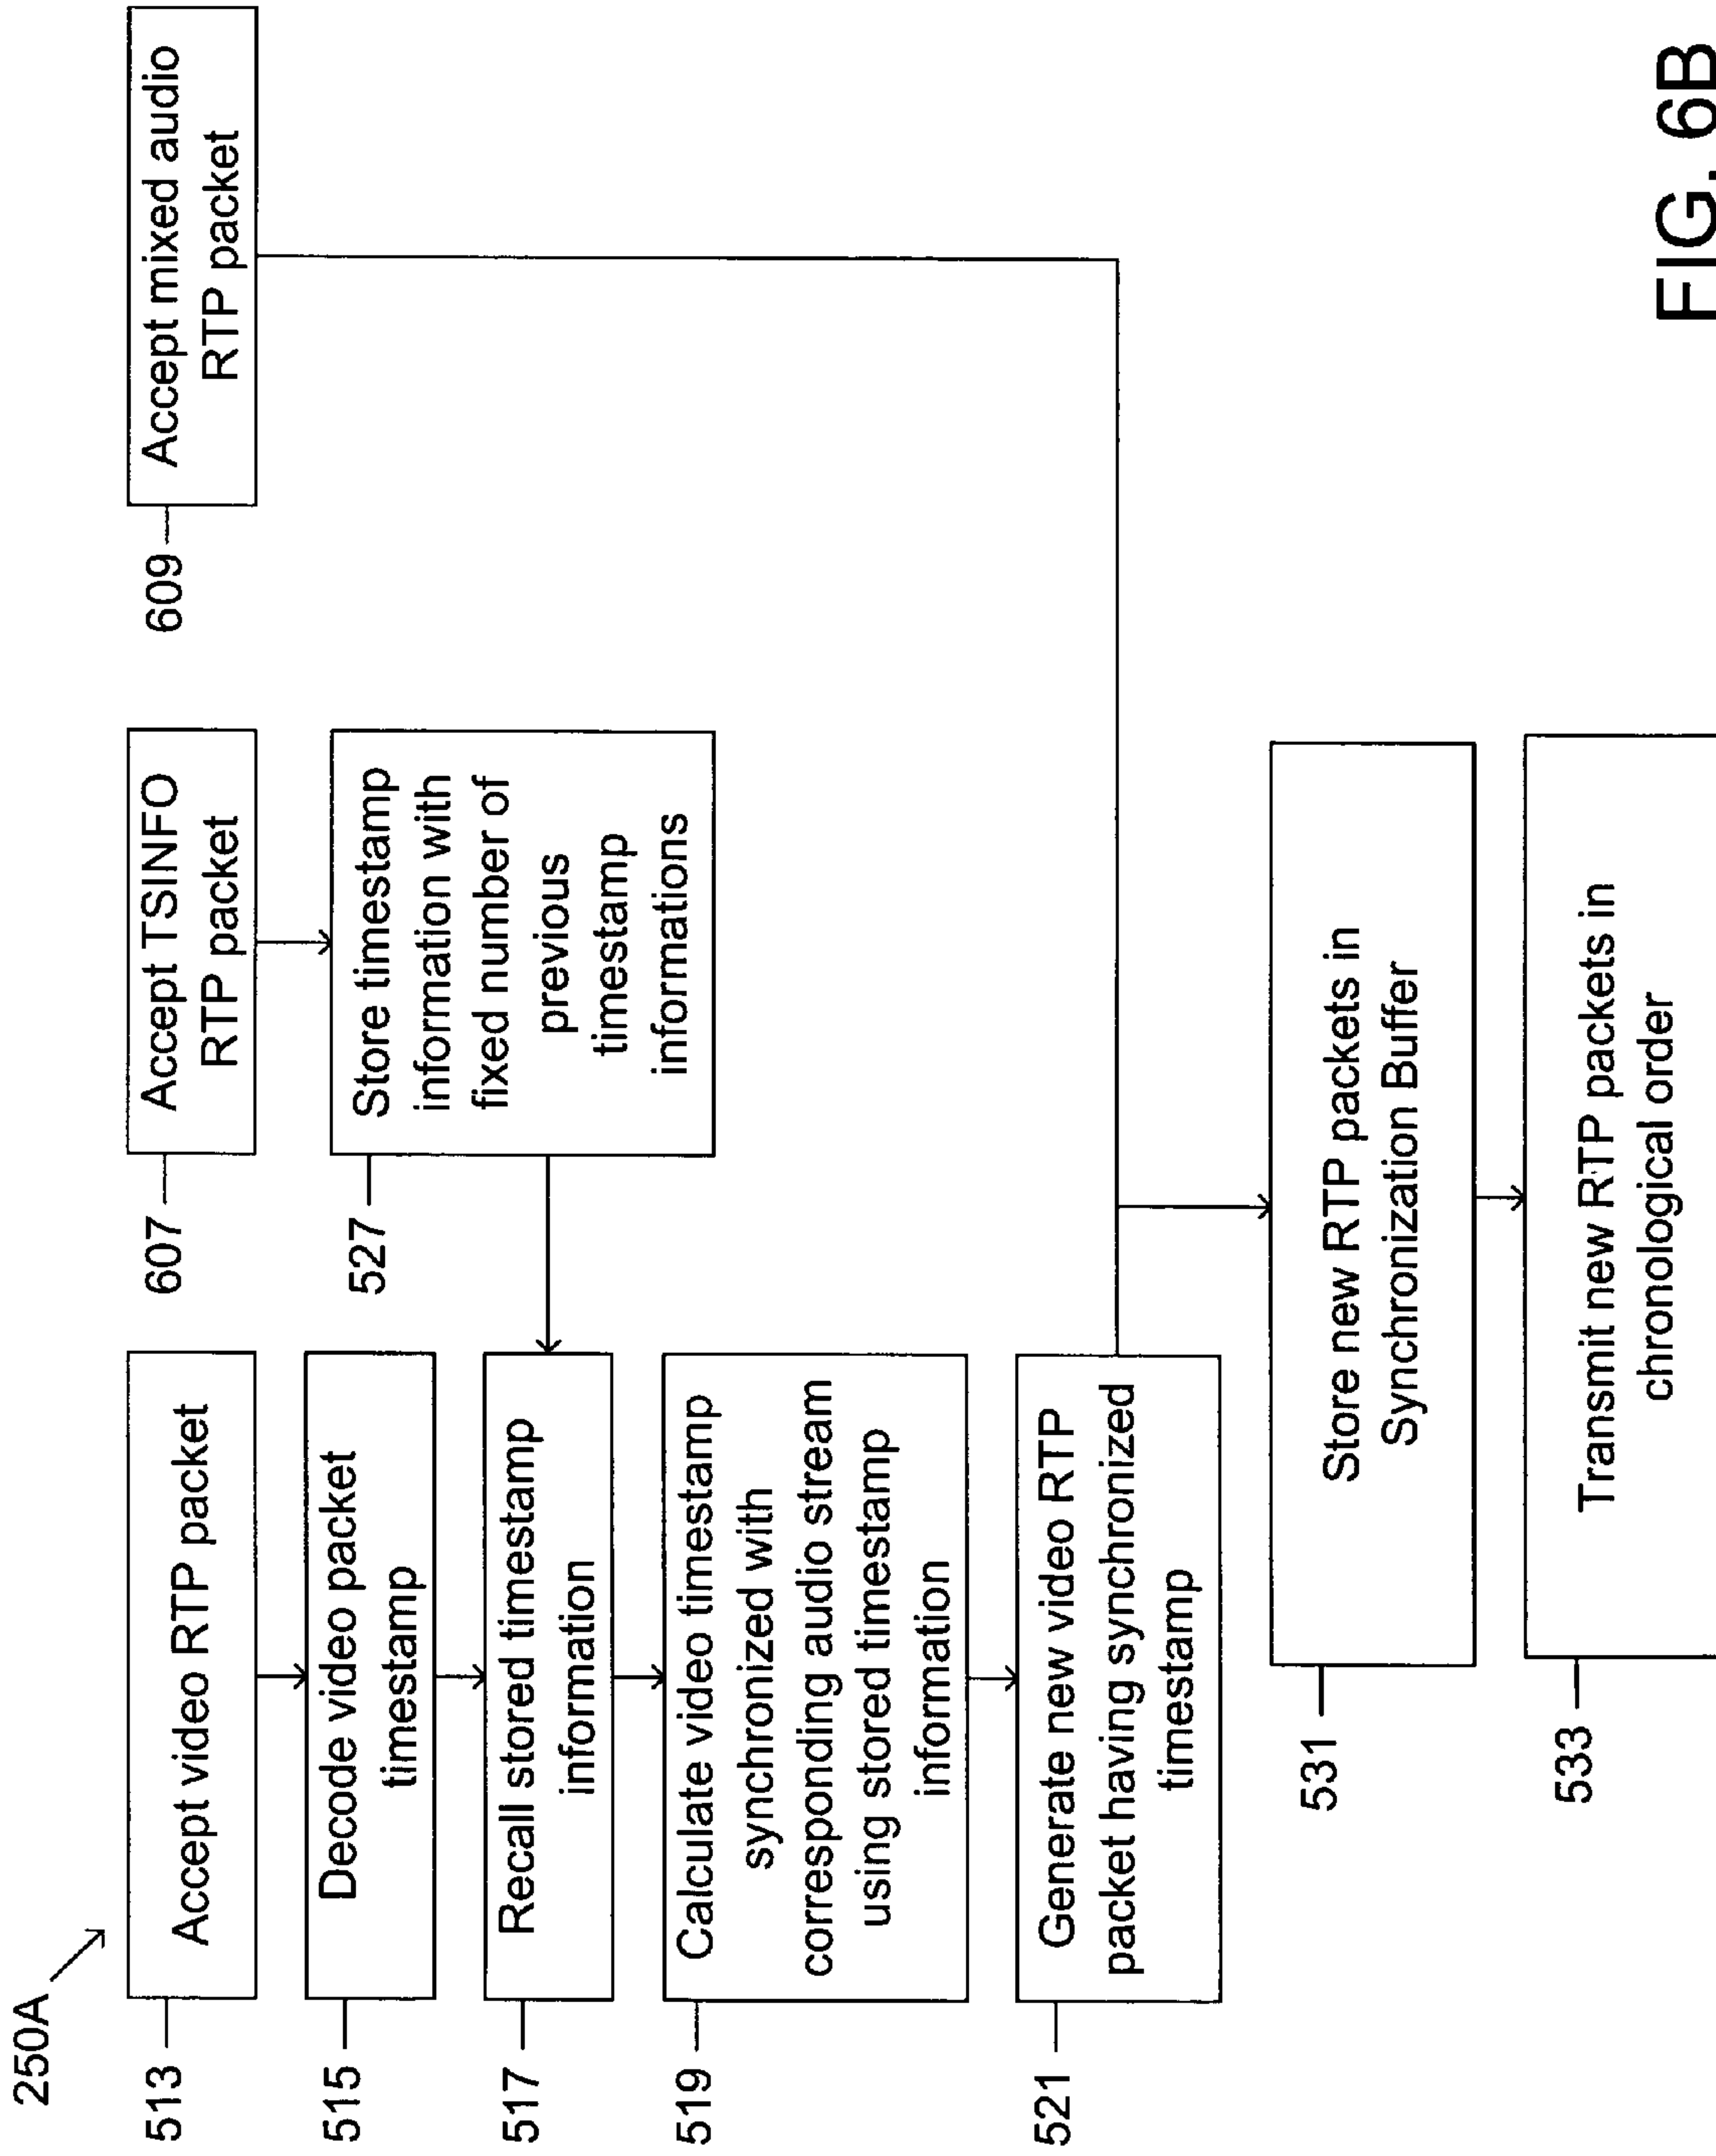 250A
513
Accept video RTP packet
515
Decode video packet
timestamp
517
Recall stored timestamp
information
519
Calculate video timestamp
synchronized with
corresponding audio stream
using stored timestamp
information
521
Generate new video RTP
packet having synchronized
timestamp
607
Accept TSINFO
RTP packet
527
Store timestamp
information with
fixed number of
previous
timestamp
informations
609
Accept mixed audio
RTP packet
531
Store new RTP packets in
Synchronization Buffer
533
Transmit new RTP packets in
chronological order
FIG. 6B